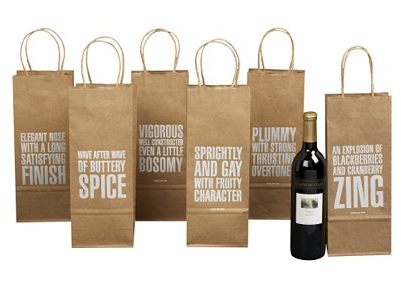 ELEGANT NOSE
WITH A LONG
SATISFYING
FINISH
WAVE AFTER WAVE
OF BUTTERY
SPICE
VIGOROUS
WELL CONSTRUCTED
EVEN A LITTLE
BOSOMY
SPRIGHTLY
AND GAY
WITH FRUITY
CHARACTER
PLUMMY
WITH STRONG
THRUSTING
OVERTONES
AN EXPLOSION OF
BLACKBERRIES
AND CRANBERRY
ZING